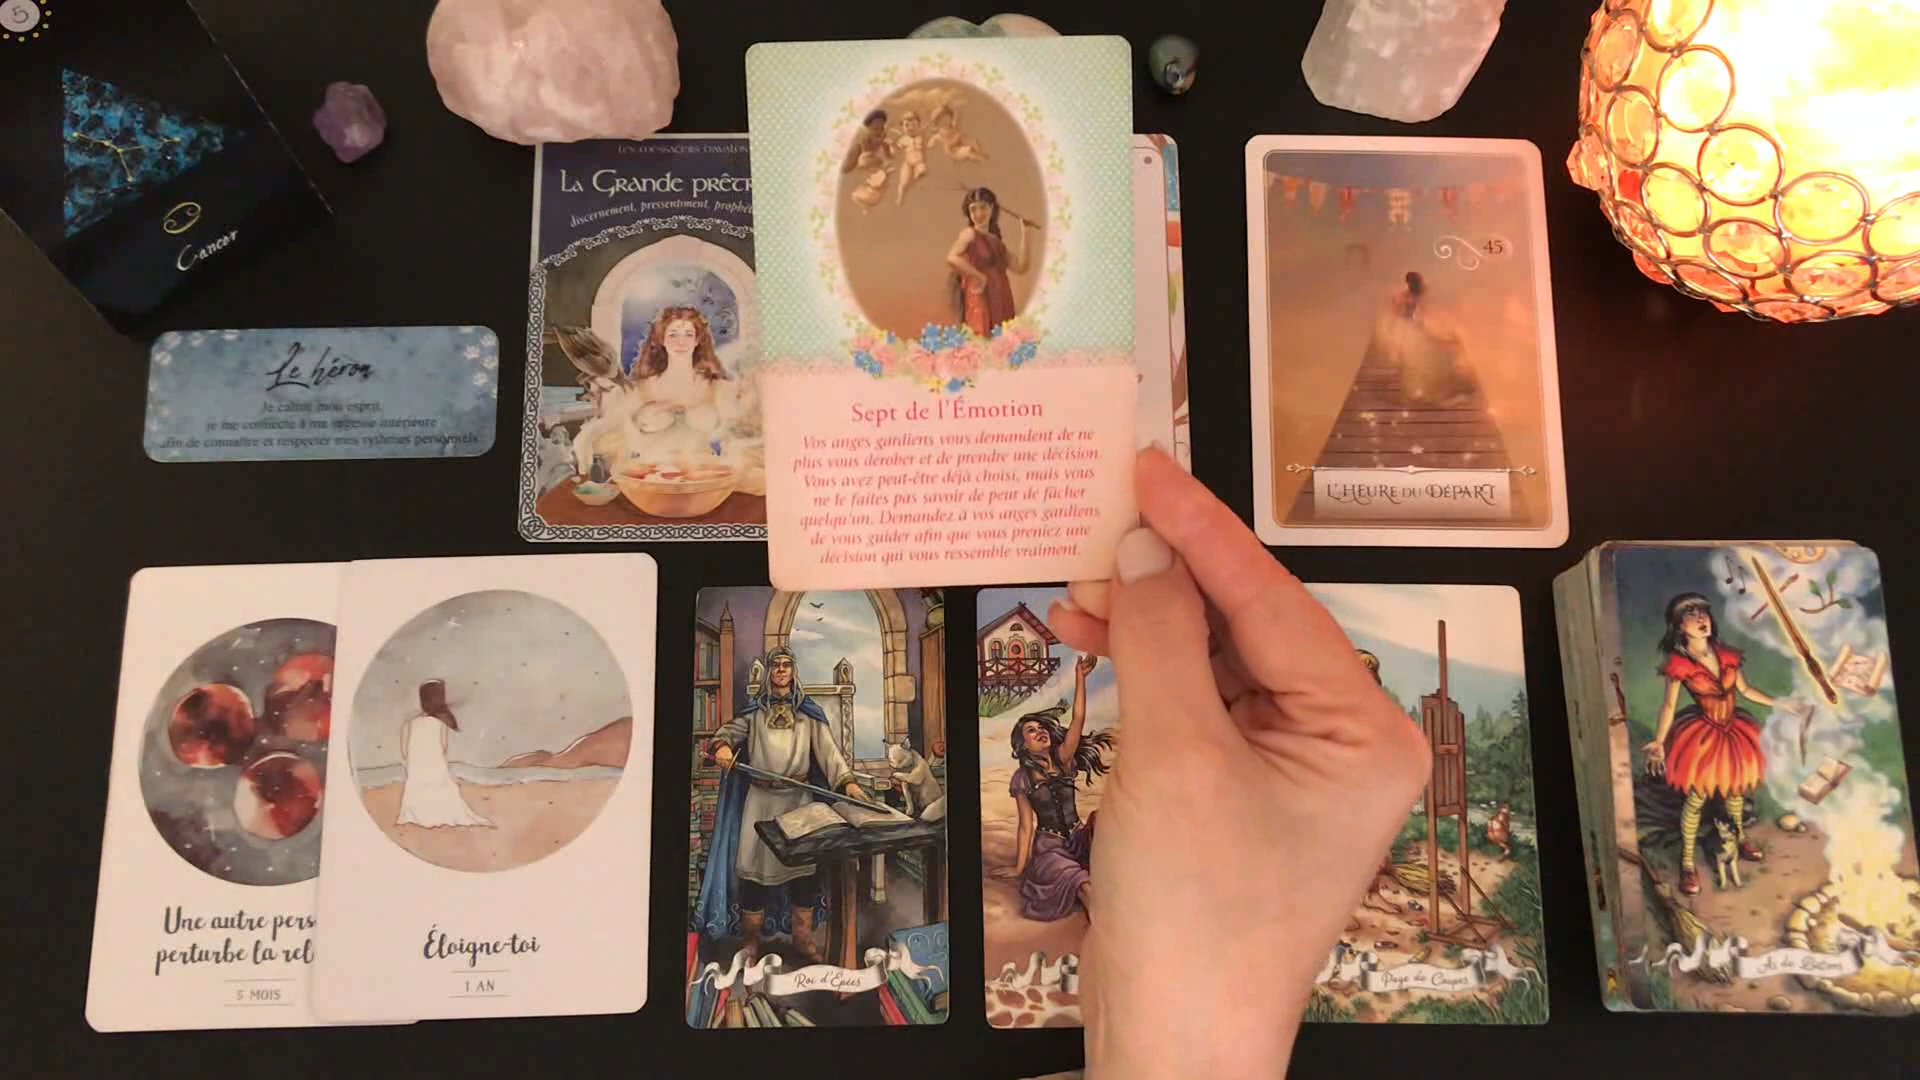 5
Cancer
Le héron
Je calme mon esprit,
je me connecte à ma sagesse intérieure
afin de connaître et respecter mes rythmes personnels
LES MESSAGERS D'AVALON
La Grande
discernement, pressentiment,
Sept de l'Émotion
Vos anges gardiens vous demandent de ne
plus vous dérober et de prendre une décision.
Vous avez peut-être déjà choisi, mais vous
ne le faites pas savoir de peur de fâcher
quelqu'un. Demandez à vos anges gardiens
de vous guider afin que vous preniez une
décision qui vous ressemble vraiment.
45
L'HEURE DU DÉPART
Une autre
perturbe la
5 MOIS
Éloigne-toi
1 AN
Roi d'Épées
Page de Coupes
As de Bâtons